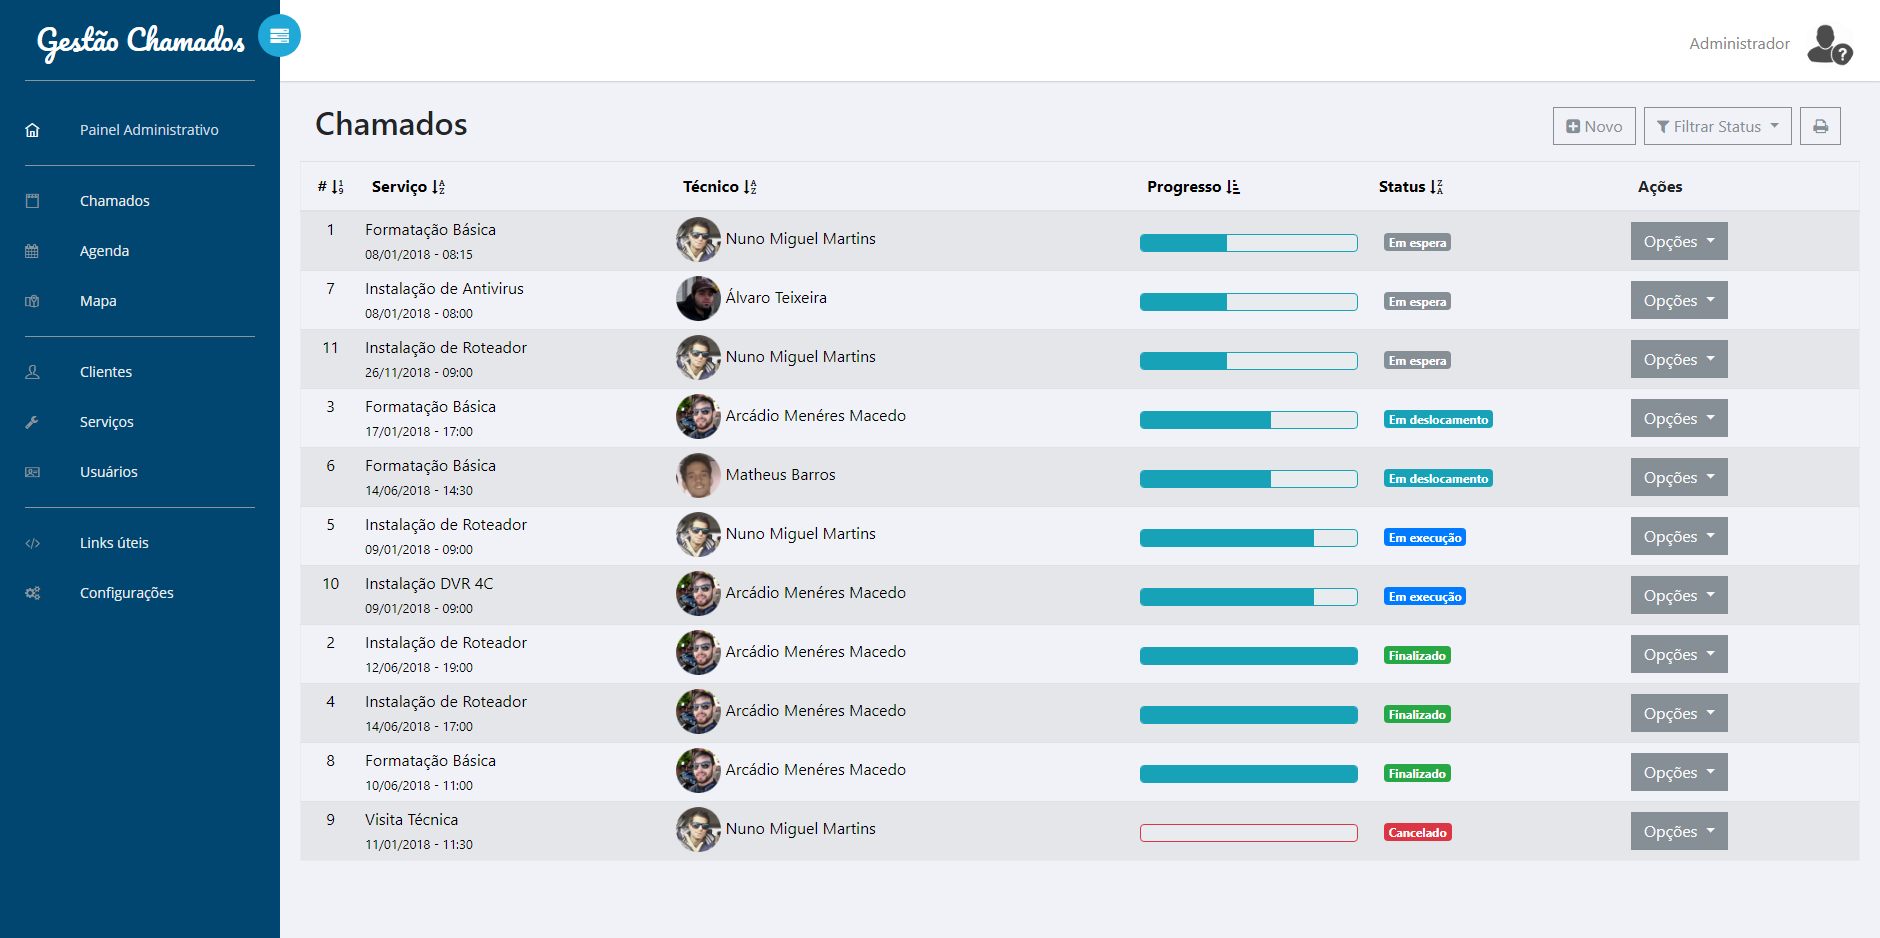 Gestão Chamados
Administrador
Painel Administrativo
Chamados
Agenda
Mapa
Clientes
Serviços
Usuários
Links úteis
Configurações
Chamados
Novo
Filtrar Status
# Serviço Técnico Progresso Status Ações
1 Formatação Básica Nuno Miguel Martins Em espera Opções
08/01/2018 - 08:15
7 Instalação de Antivirus Álvaro Teixeira Em espera Opções
08/01/2018 - 08:00
11 Instalação de Roteador Nuno Miguel Martins Em espera Opções
26/11/2018 - 09:00
3 Formatação Básica Arcádio Menéres Macedo Em deslocamento Opções
17/01/2018 - 17:00
6 Formatação Básica Matheus Barros Em deslocamento Opções
14/06/2018 - 14:30
5 Instalação de Roteador Nuno Miguel Martins Em execução Opções
09/01/2018 - 09:00
10 Instalação DVR 4C Arcádio Menéres Macedo Em execução Opções
09/01/2018 - 09:00
2 Instalação de Roteador Arcádio Menéres Macedo Finalizado Opções
12/06/2018 - 19:00
4 Instalação de Roteador Arcádio Menéres Macedo Finalizado Opções
14/06/2018 - 17:00
8 Formatação Básica Arcádio Menéres Macedo Finalizado Opções
10/06/2018 - 11:00
9 Visita Técnica Nuno Miguel Martins Cancelado Opções
11/01/2018 - 11:30